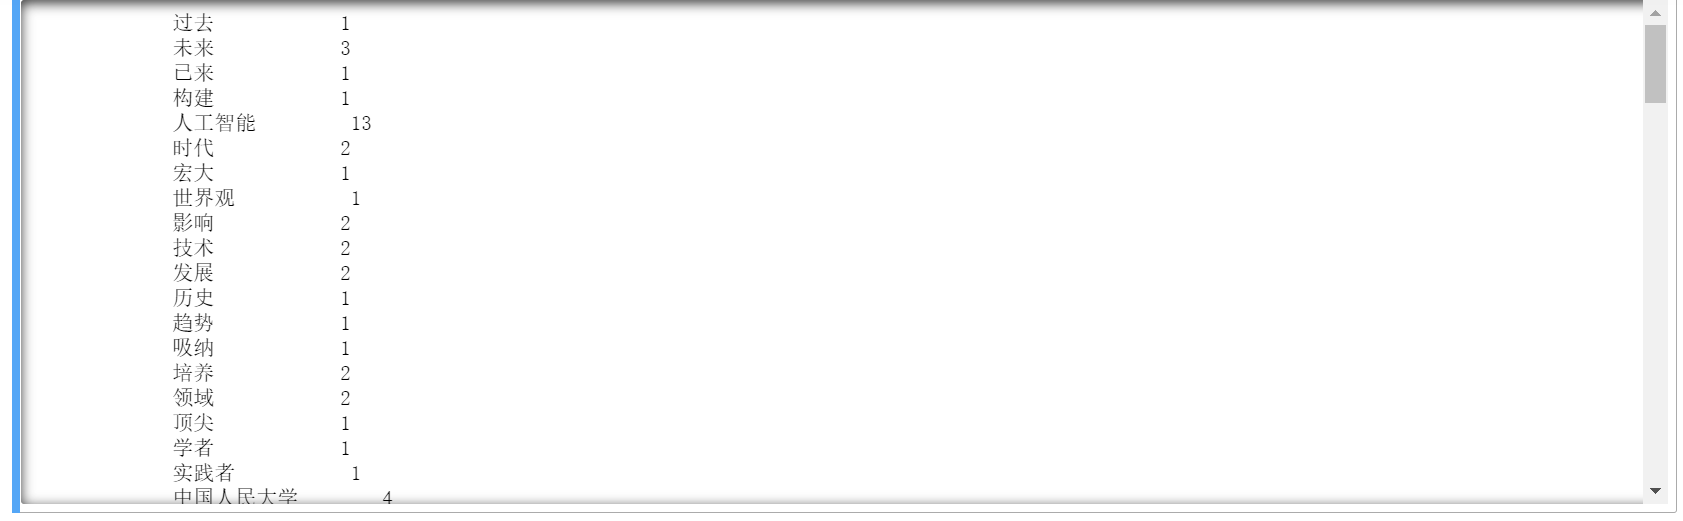 过去 1
未来 3
已来 1
构建 1
人工智能 13
时代 2
宏大 1
世界观 1
影响 2
技术 2
发展 2
历史 1
趋势 1
吸纳 1
培养 2
领域 2
顶尖 1
学者 1
实践者 1
中国人民大学 4